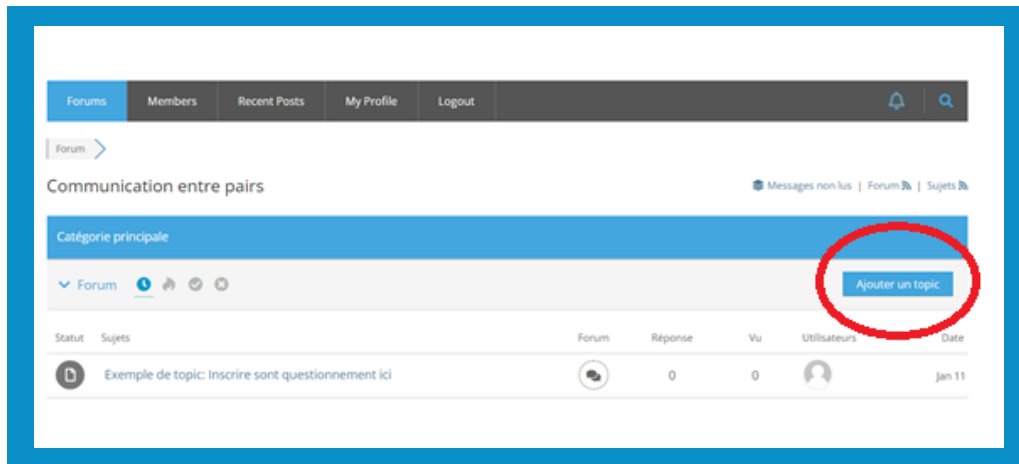 Forums Members Recent Posts My Profile Logout
Forum
Communication entre pairs
Messages non lus | Forum | Sujets
Catégorie principale
Forum
Ajouter un topic
Statut Sujets Forum Réponse Vu Utilisateurs Date
Exemple de topic: Inscrire sont questionnement ici 0 0 Jan 11